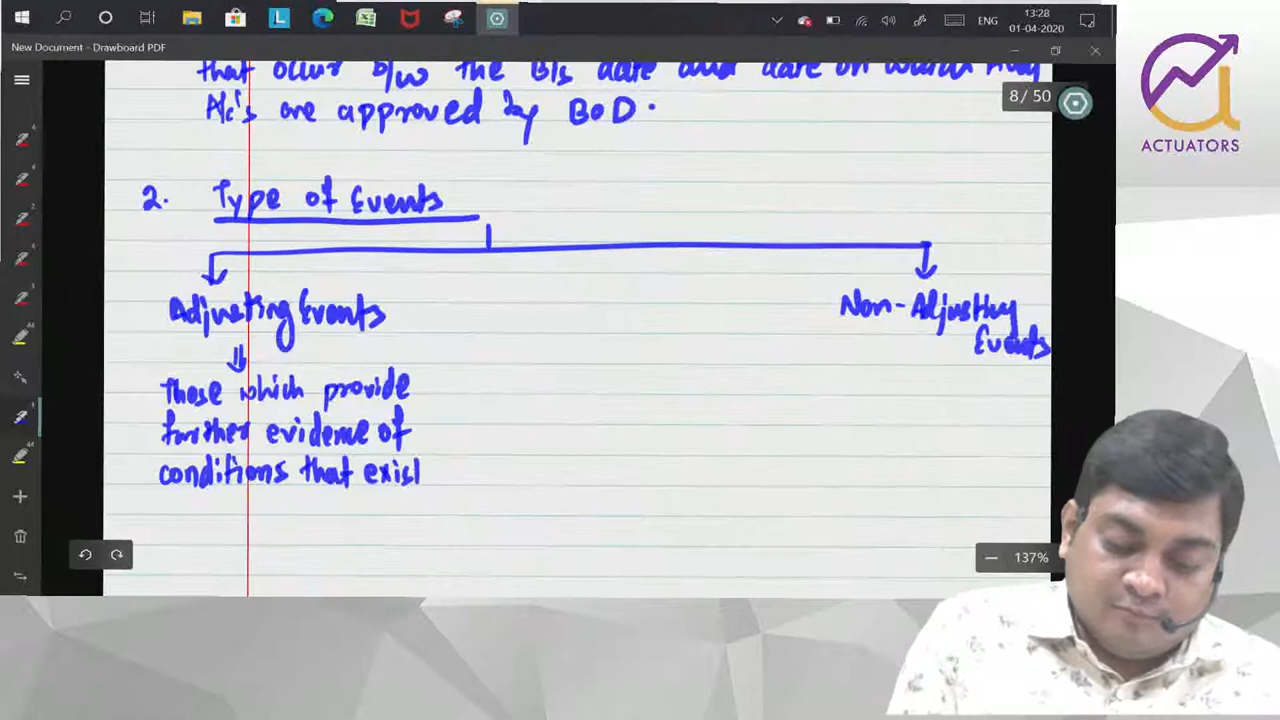 13:28
ENG
01-04-2020
New Document - Drawboard PDF
that occur b/w the B/s date and date on which
A/c's are approved by BOD.
8 / 50
ACTUATORS
2. Type of Events
Adjusting Events
Non-Adjusting
Events
Those which provide
further evidence of
conditions that exist
137%